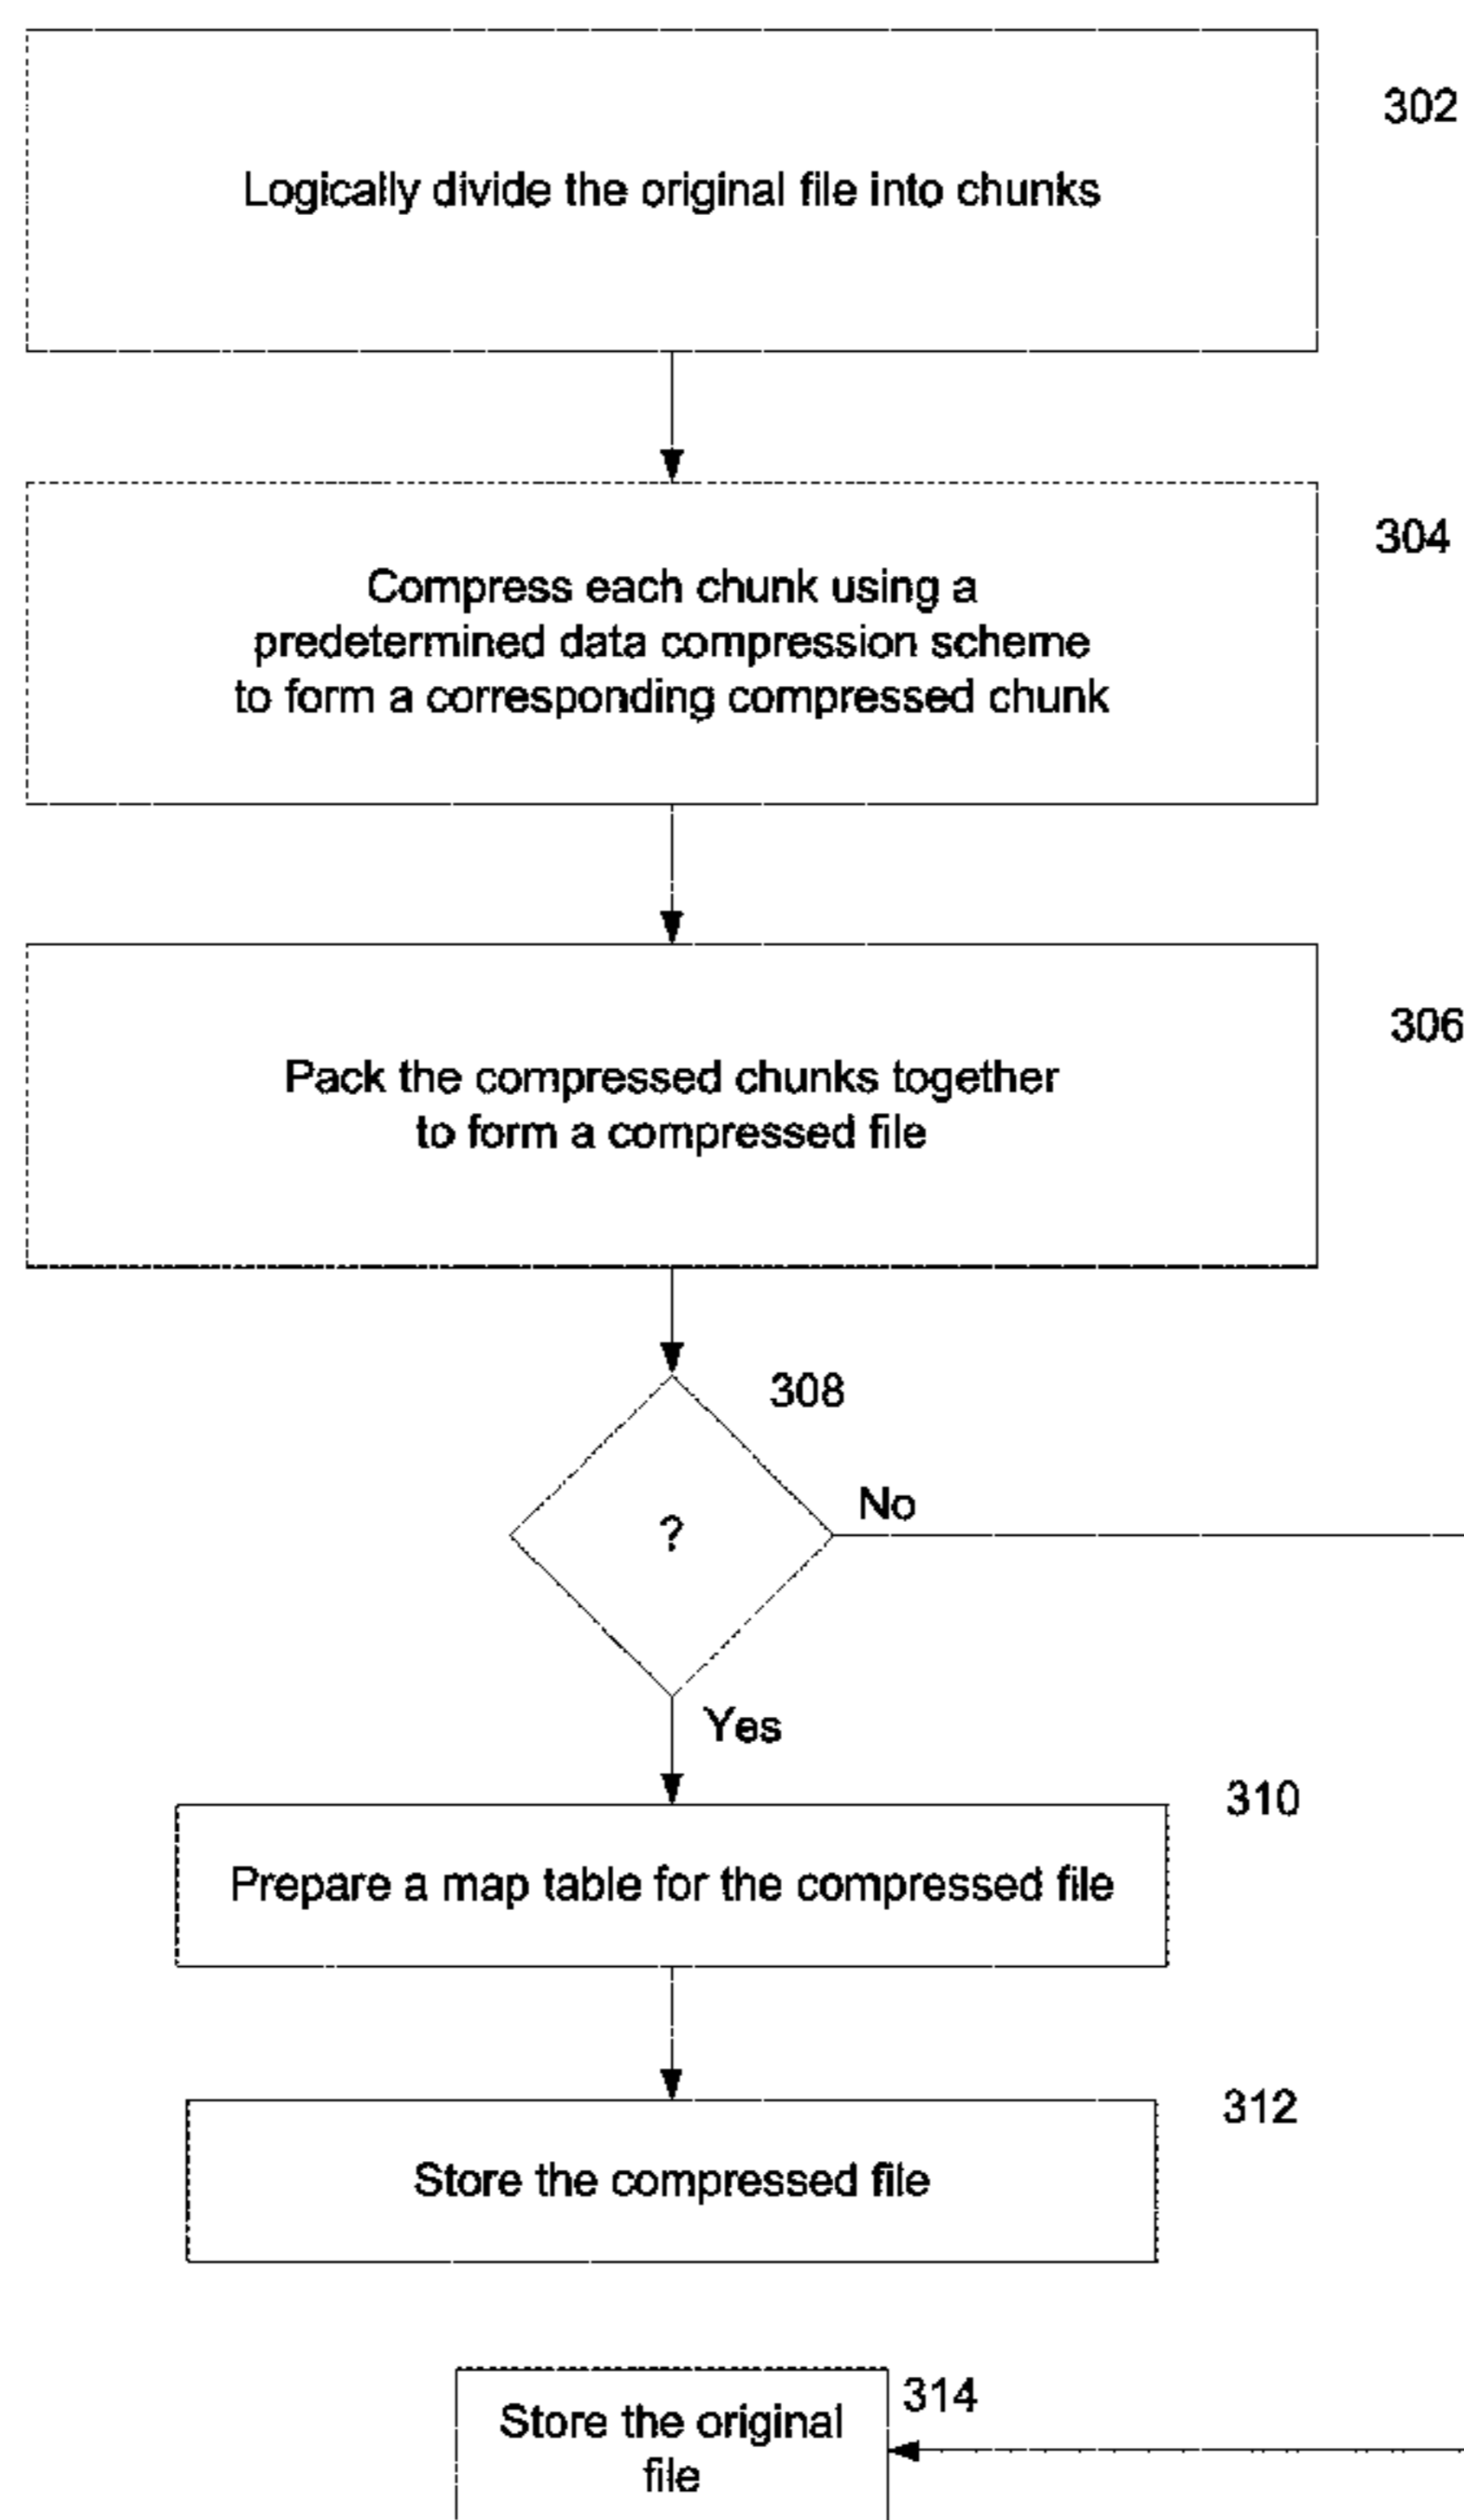 302
Logically divide the original file into chunks
304
Compress each chunk using a
predetermined data compression scheme
to form a corresponding compressed chunk
306
Pack the compressed chunks together
to form a compressed file
308
No
?
Yes
310
Prepare a map table for the compressed file
312
Store the compressed file
314
Store the original
file